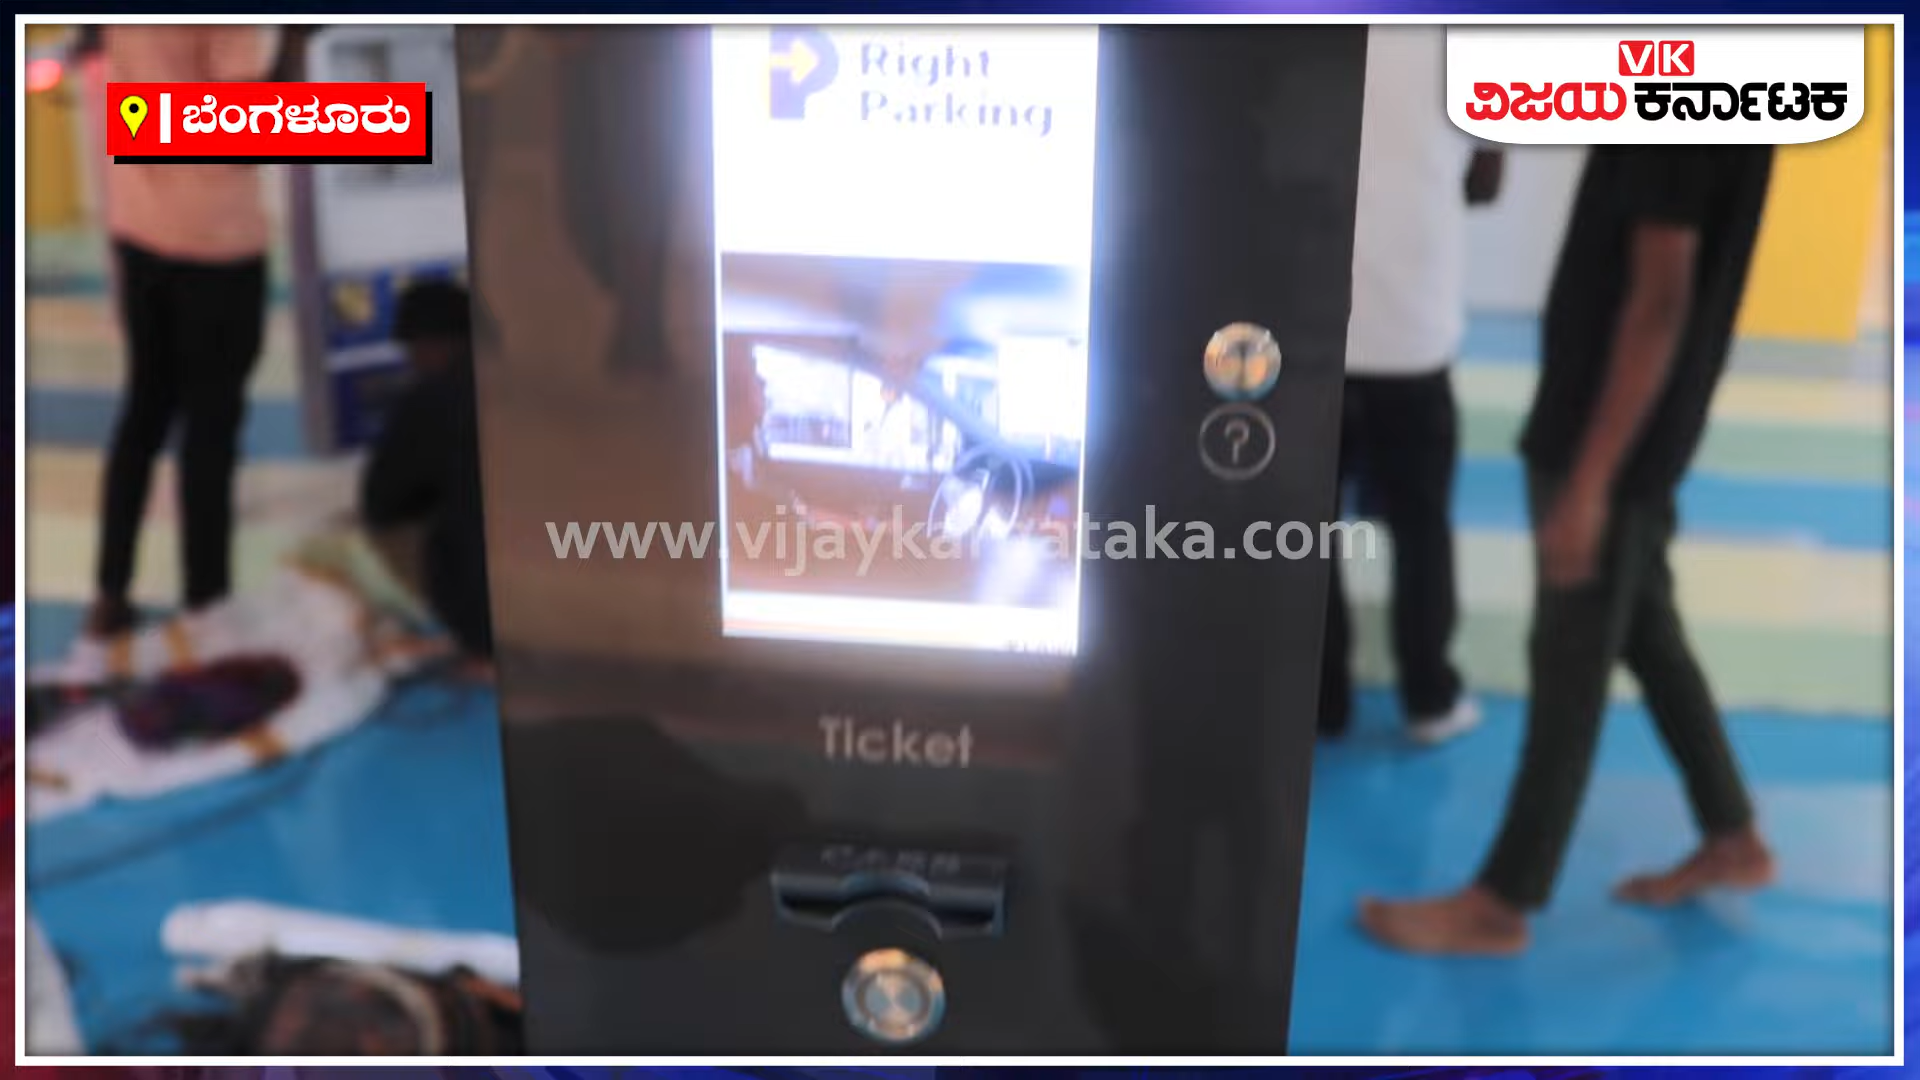 ಬೆಂಗಳೂರು
VK
ವಿಜಯ ಕರ್ನಾಟಕ
Right
Parking
?
www.vijaykarnataka.com
Ticket